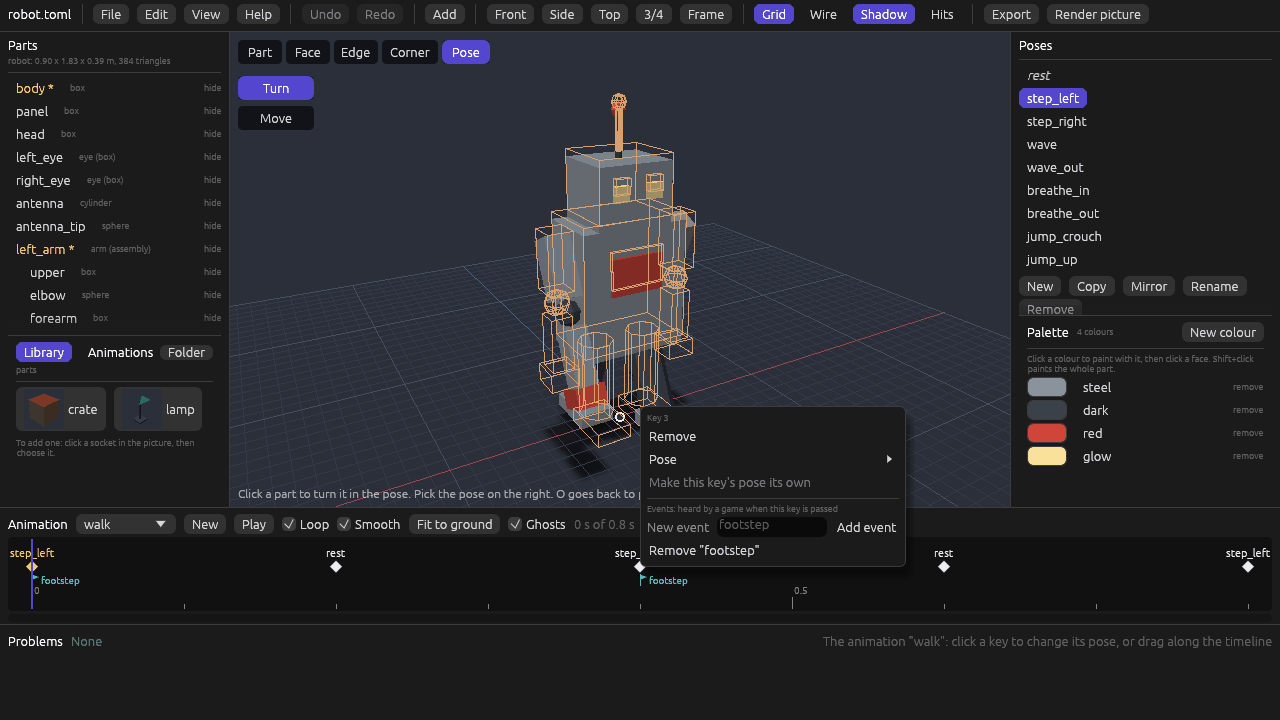 robot.toml File Edit View Help Undo Redo Add Front Side Top 3/4 Frame Grid Wire Shadow Hits Export Render picture
Parts
robot: 0.90 x 1.83 x 0.39 m, 384 triangles
body * box hide
panel box hide
head box hide
left_eye eye (box) hide
right_eye eye (box) hide
antenna cylinder hide
antenna_tip sphere hide
left_arm * arm (assembly) hide
upper box hide
elbow sphere hide
forearm box hide
Library Animations Folder
parts
crate lamp
To add one: click a socket in the picture, then
choose it.
Part Face Edge Corner Pose
Turn
Move
Click a part to turn it in the pose. Pick the pose on the right. O goes back to
Poses
rest
step_left
step_right
wave
wave_out
breathe_in
breathe_out
jump_crouch
jump_up
New Copy Mirror Rename
Remove
Palette 4 colours New colour
Click a colour to paint with it, then click a face. Shift+click
paints the whole part.
steel remove
dark remove
red remove
glow remove
Key 3
Remove
Pose
Make this key's pose its own
Events: heard by a game when this key is passed
New event footstep Add event
Remove "footstep"
Animation walk New Play Loop Smooth Fit to ground Ghosts 0 s of 0.8 s
step_left rest step_ rest step_left
footstep footstep
0 0.5
Problems None The animation "walk": click a key to change its pose, or drag along the timeline